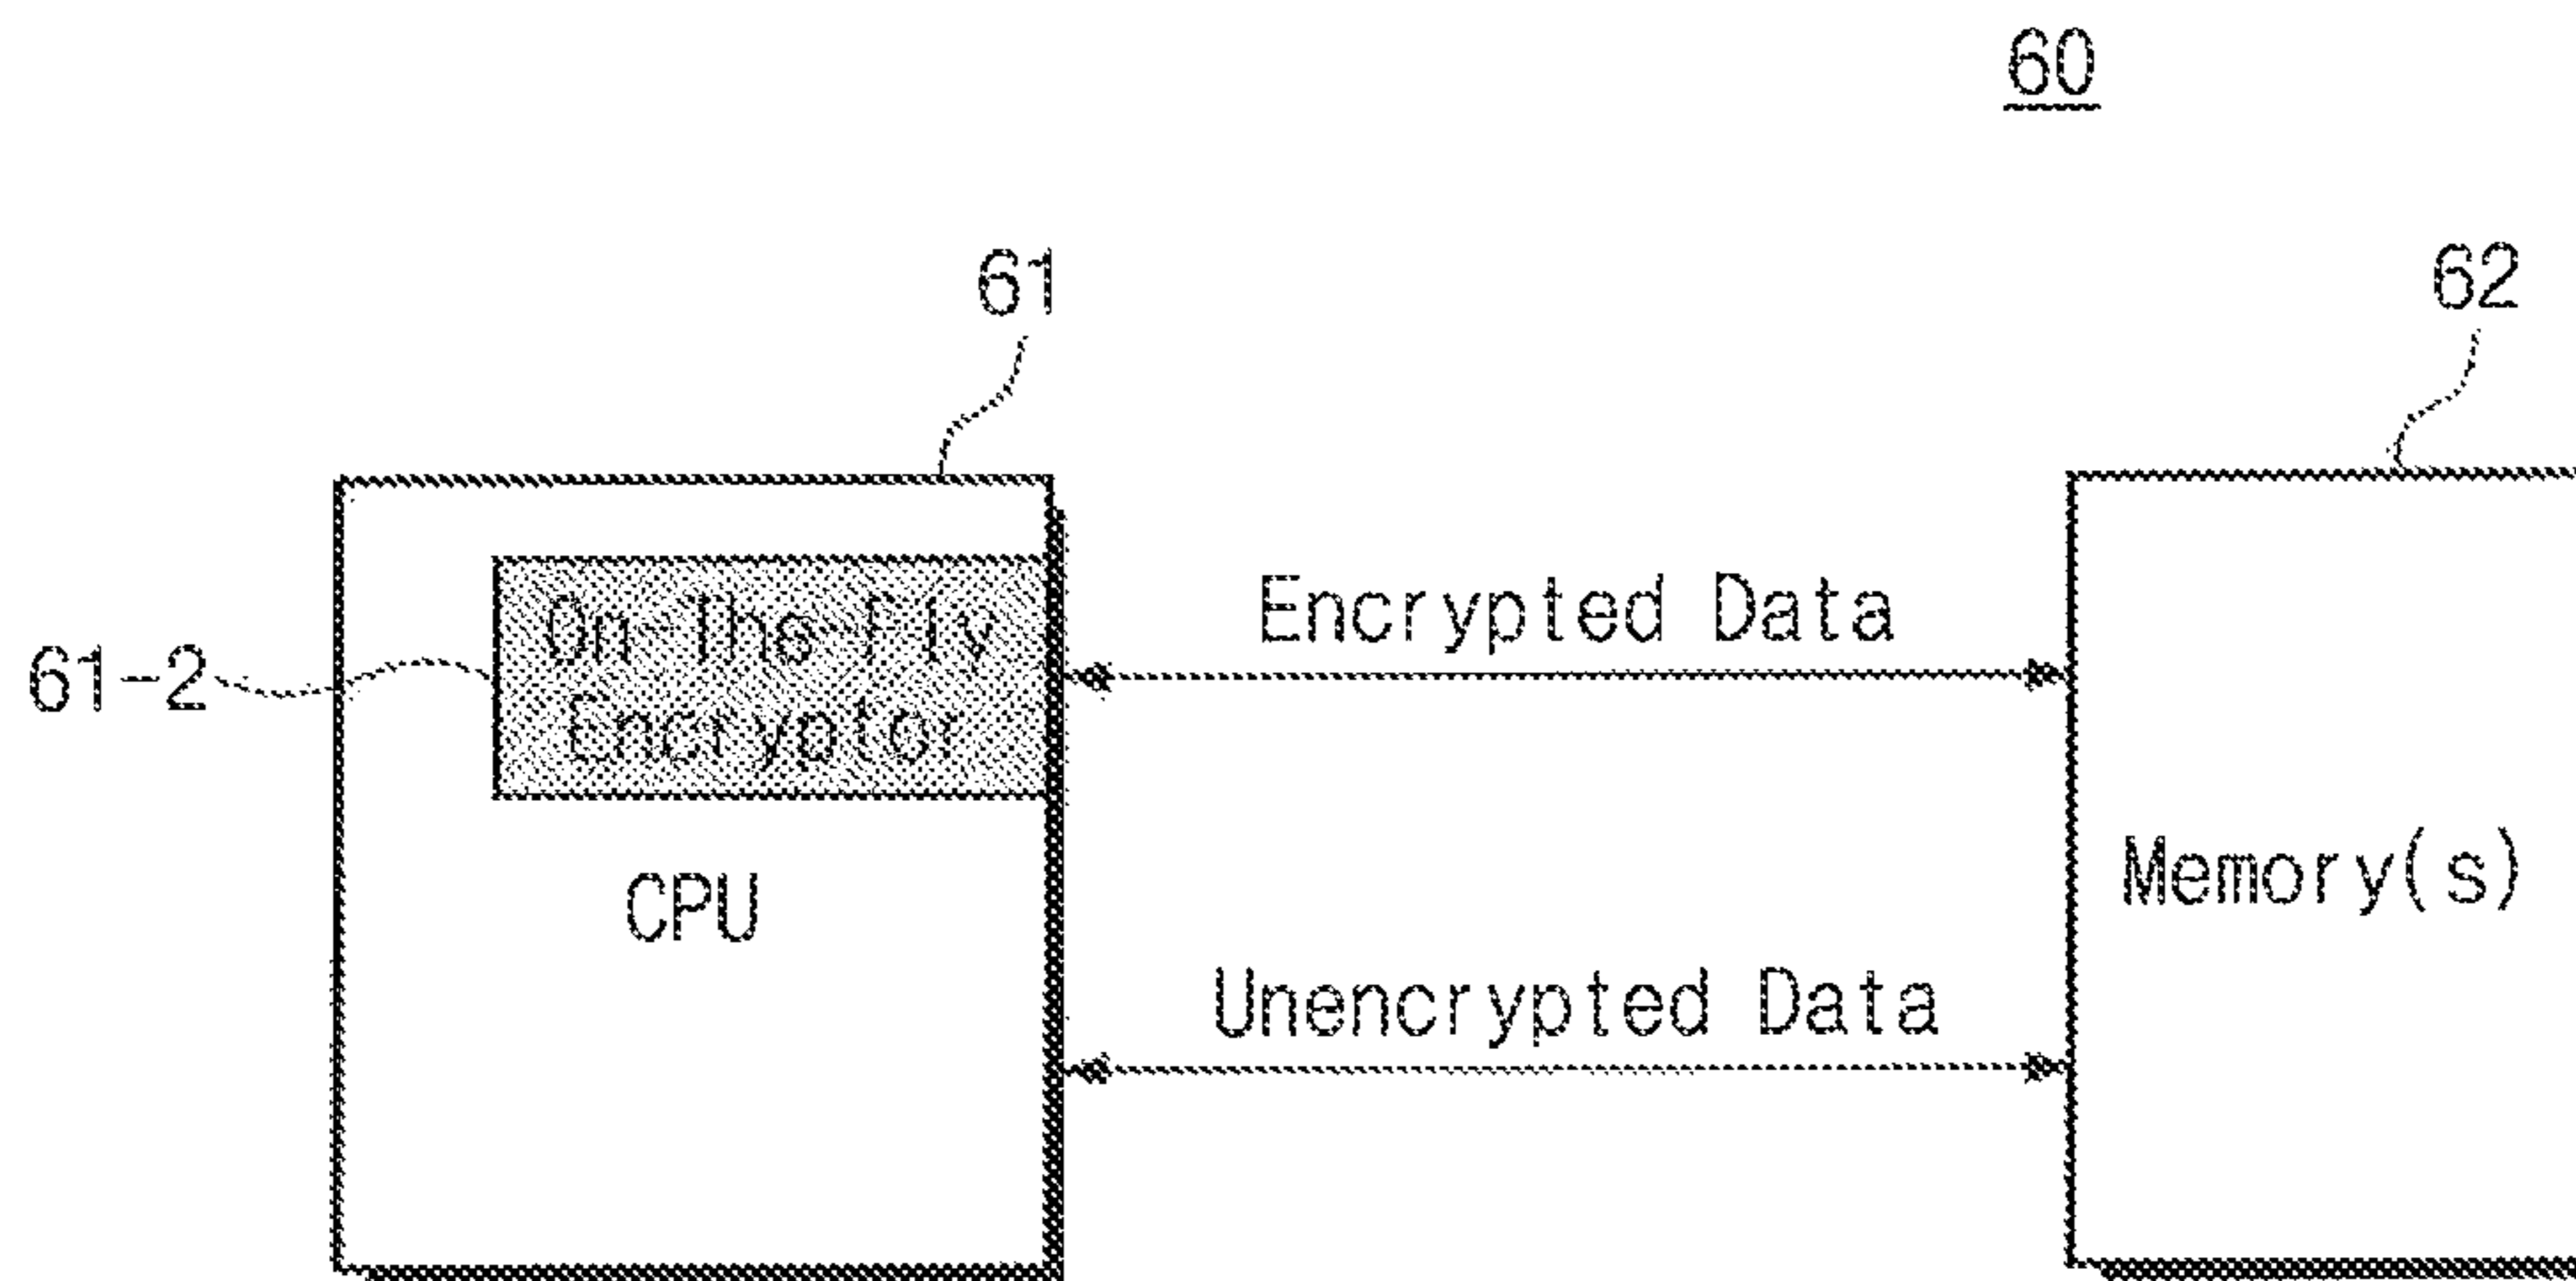 60
61
62
On-The-Fly
Encryptor
61-2
Encrypted Data
CPU
Memory(s)
Unencrypted Data